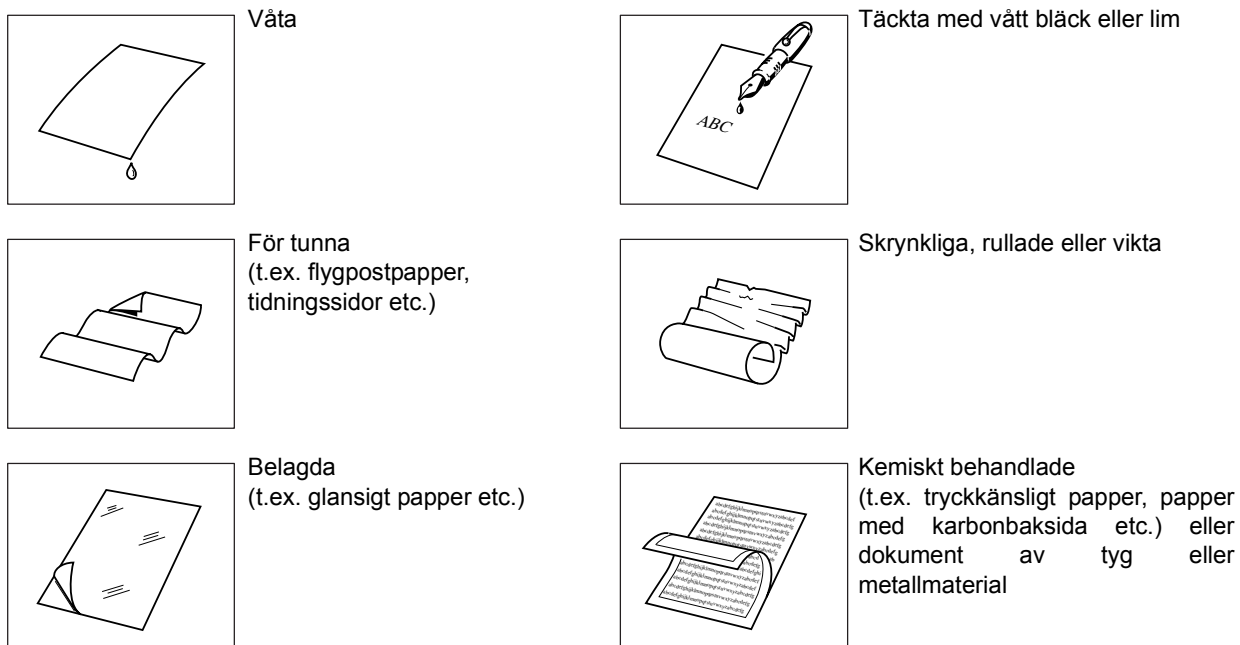 Våta
Täckta med vått bläck eller lim
ABC
För tunna
(t.ex. flygpostpapper,
tidningssidor etc.)
Skrynkliga, rullade eller vikta
Belagda
(t.ex. glansigt papper etc.)
Kemiskt behandlade
(t.ex. tryckkänsligt papper, papper
med karbonbaksida etc.) eller
dokument av tyg eller
metallmaterial